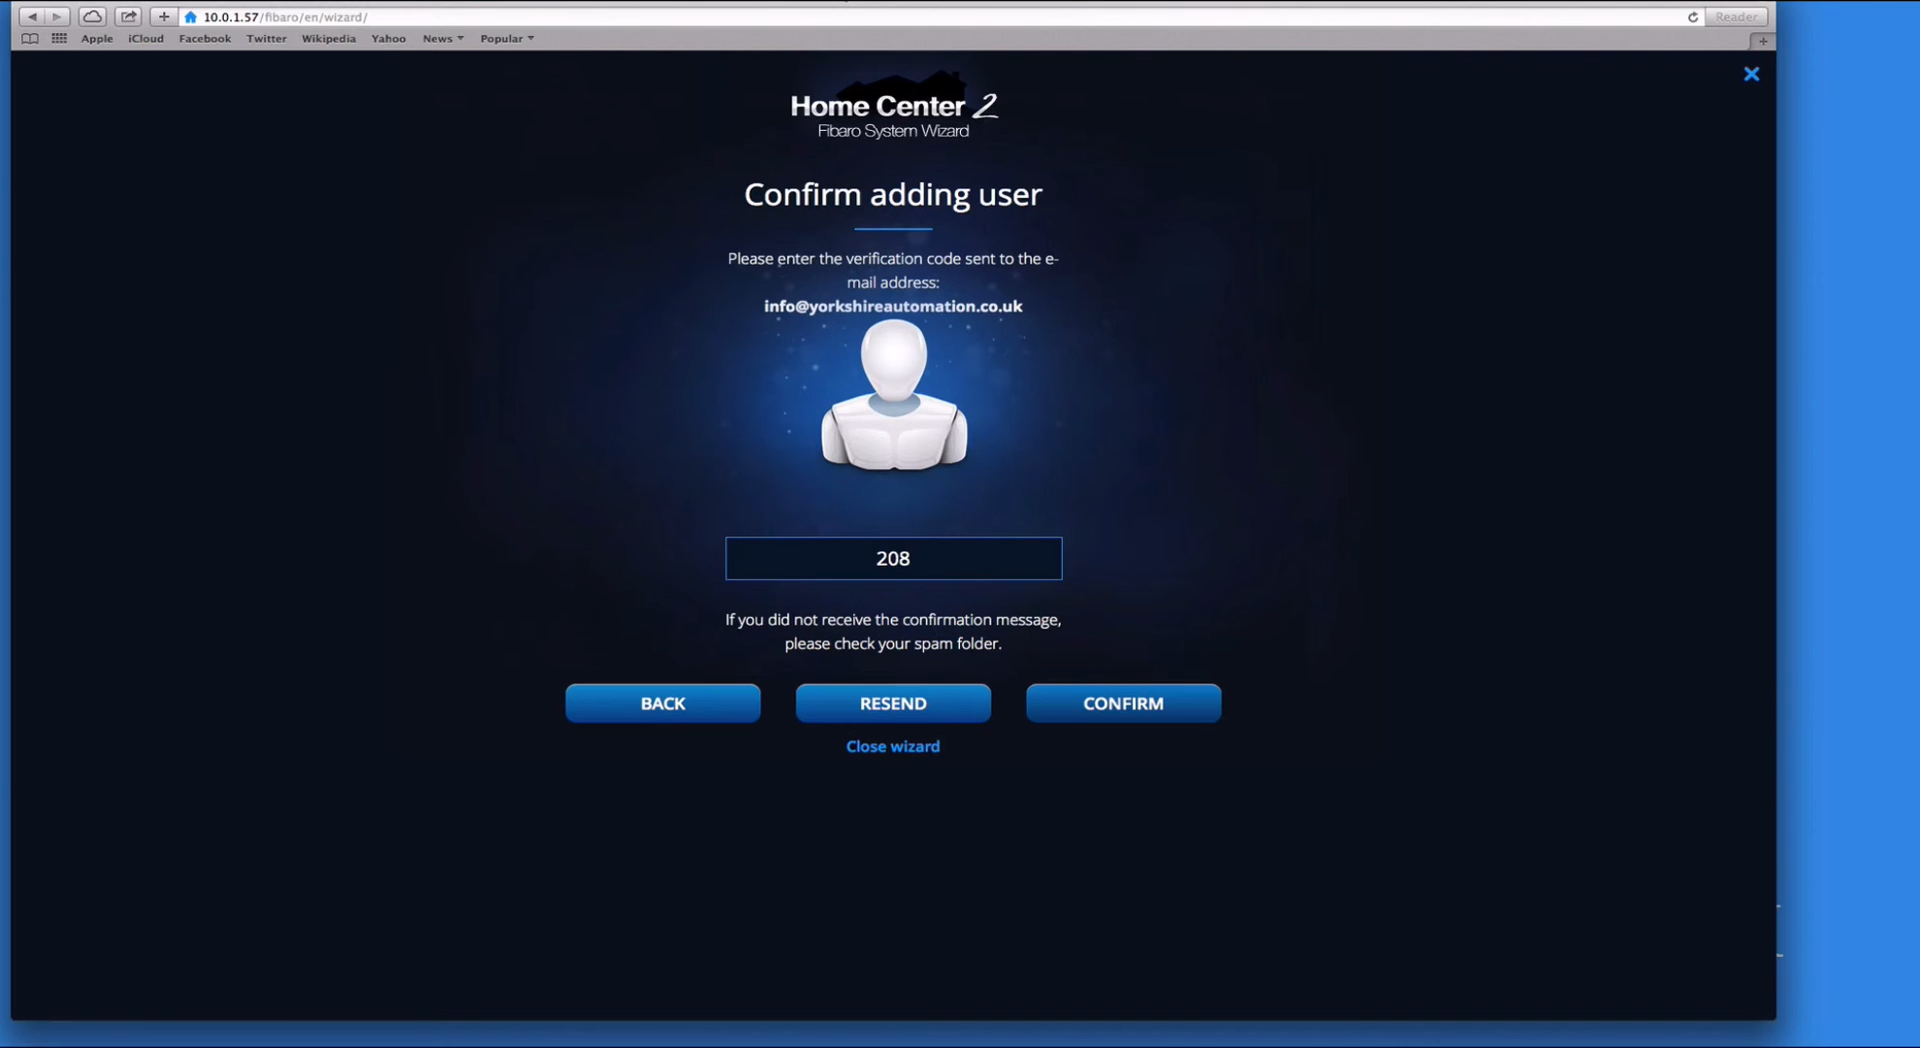 10.0.1.57/fibaro/en/wizard/
Reader
Apple iCloud Facebook Twitter Wikipedia Yahoo News Popular
Home Center 2
Fibaro System Wizard
Confirm adding user
Please enter the verification code sent to the e-
mail address:
info@yorkshireautomation.co.uk
208
If you did not receive the confirmation message,
please check your spam folder.
BACK RESEND CONFIRM
Close wizard